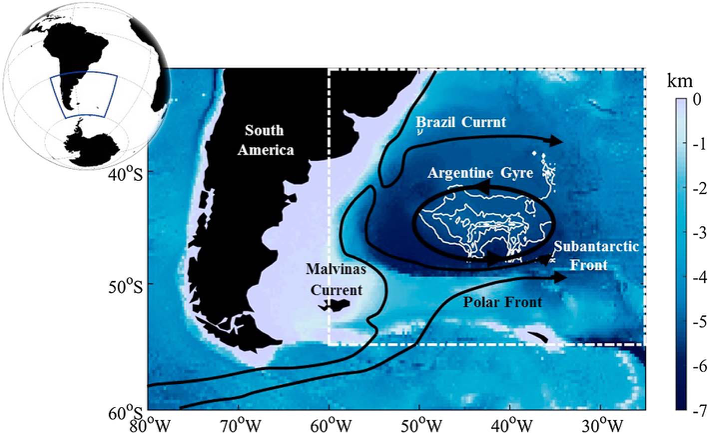 km
0
Brazil Currnt
South
America
-1
40°S
Argentine Gyre
-2
-3
Subantarctic
Front
Malvinas
Current
-4
50°S
Polar Front
-5
-6
60°S
-7
80°W
70°W
60°W
50°W
40°W
30°W